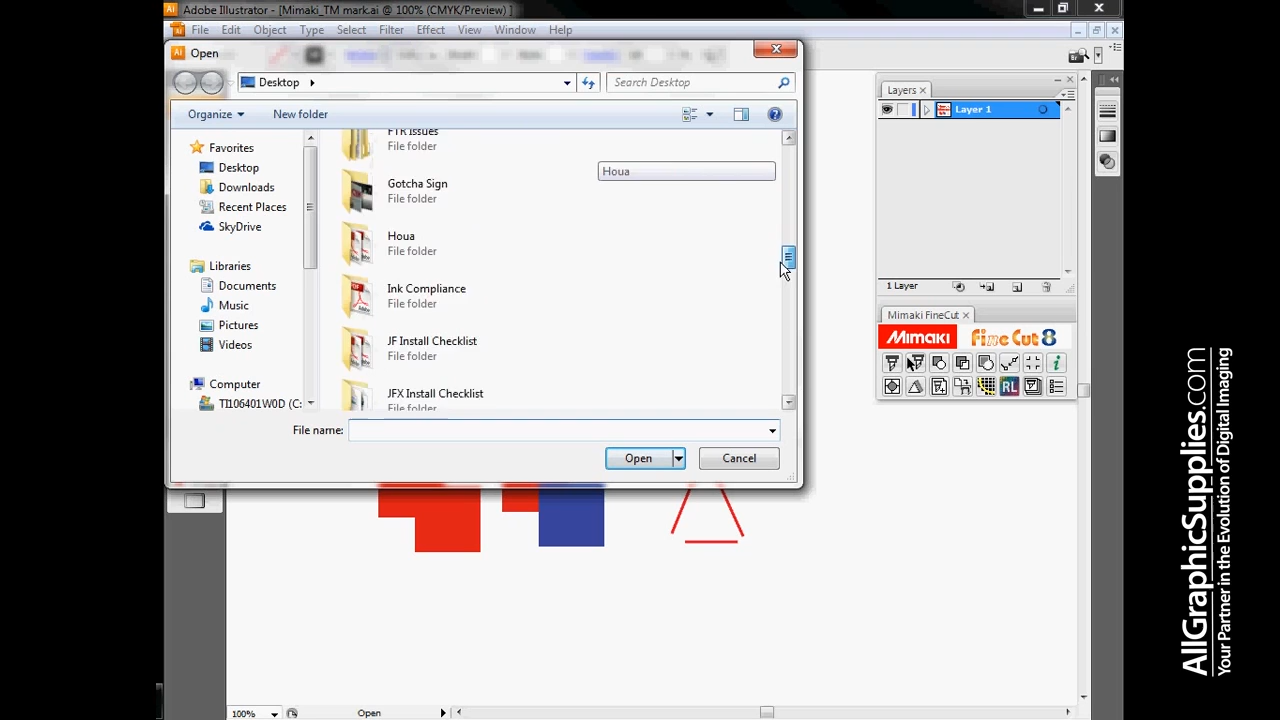 Adobe Illustrator - [Mimaki_TM mark.ai @ 100% (CMYK/Preview) ]
File Edit Object Type Select Filter Effect View Window Help
Open
Desktop
Search Desktop
Organize
New folder
Favorites
Desktop
Downloads
Recent Places
SkyDrive
Libraries
Documents
Music
Pictures
Videos
Computer
TI106401W0D (C:
FTR Issues
File folder
Gotcha Sign
File folder
Houa
File folder
Ink Compliance
File folder
JF Install Checklist
File folder
JFX Install Checklist
File folder
Houa
File name:
Open
Cancel
Layers
Layer 1
1 Layer
Mimaki FineCut
Mimaki Fine Cut 8
RL
100%
Open
AllGraphicSupplies.com
Your Partner in the Evolution of Digital Imaging